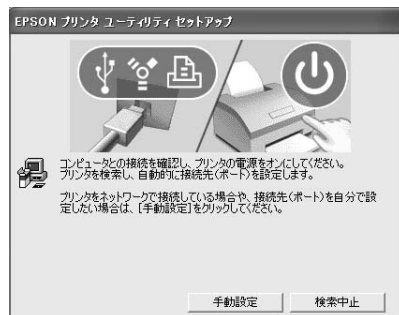 EPSON プリンタ ユーティリティ セットアップ
コンピュータとの接続を確認し、プリンタの電源をオンにしてください。
プリンタを検索し、自動的に接続先(ポート)を設定します。
プリンタをネットワークで接続している場合や、接続先(ポート)を自分で設
定したい場合は、[手動設定]をクリックしてください。
手動設定
検索中止